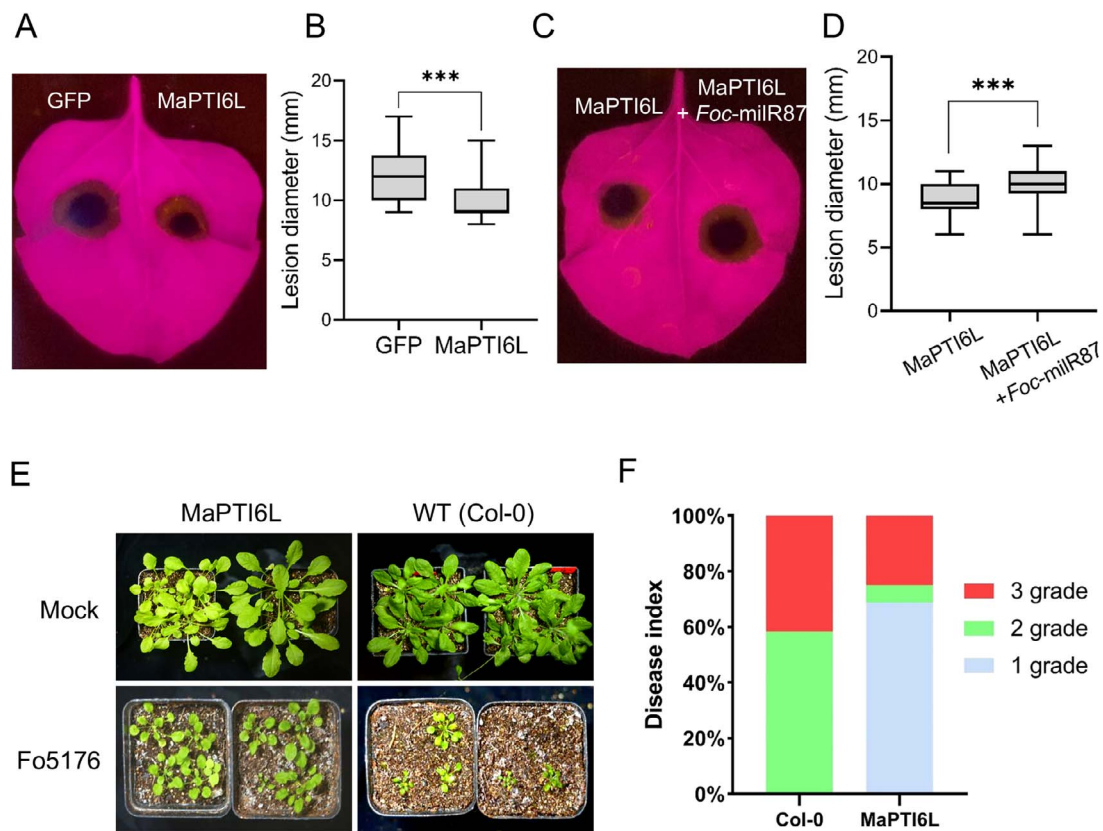 A
GFP
MaPTI6L
B
Lesion diameter (mm)
20
15
10
5
0
***
GFP
MaPTI6L
C
MaPTI6L
MaPTI6L
+ Foc-milR87
D
Lesion diameter (mm)
20
15
10
5
0
***
MaPTI6L
MaPTI6L
+Foc-milR87
E
MaPTI6L
WT (Col-0)
Mock
Fo5176
F
Disease index
100%
80%
60%
40%
20%
0%
Col-0
MaPTI6L
3 grade
2 grade
1 grade